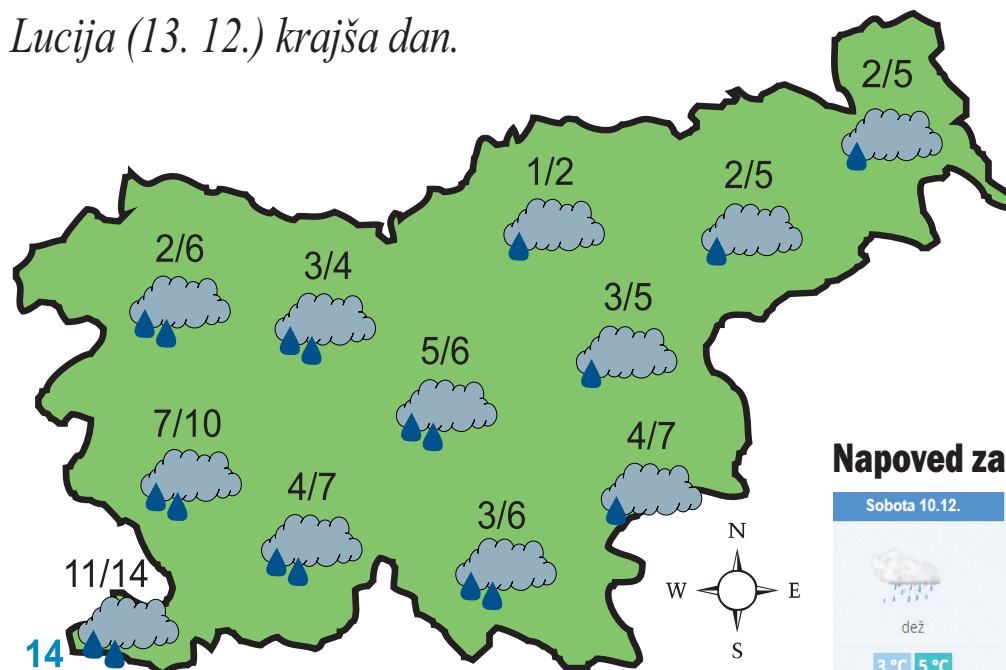 Lucija (13. 12.) krajša dan.
2/5
1/2
2/5
2/6
3/4
3/5
5/6
7/10
4/7
4/7
3/6
11/14
14
N
W
E
S
Napoved za
Sobota 10.12.
dež
3 °C 5 °C